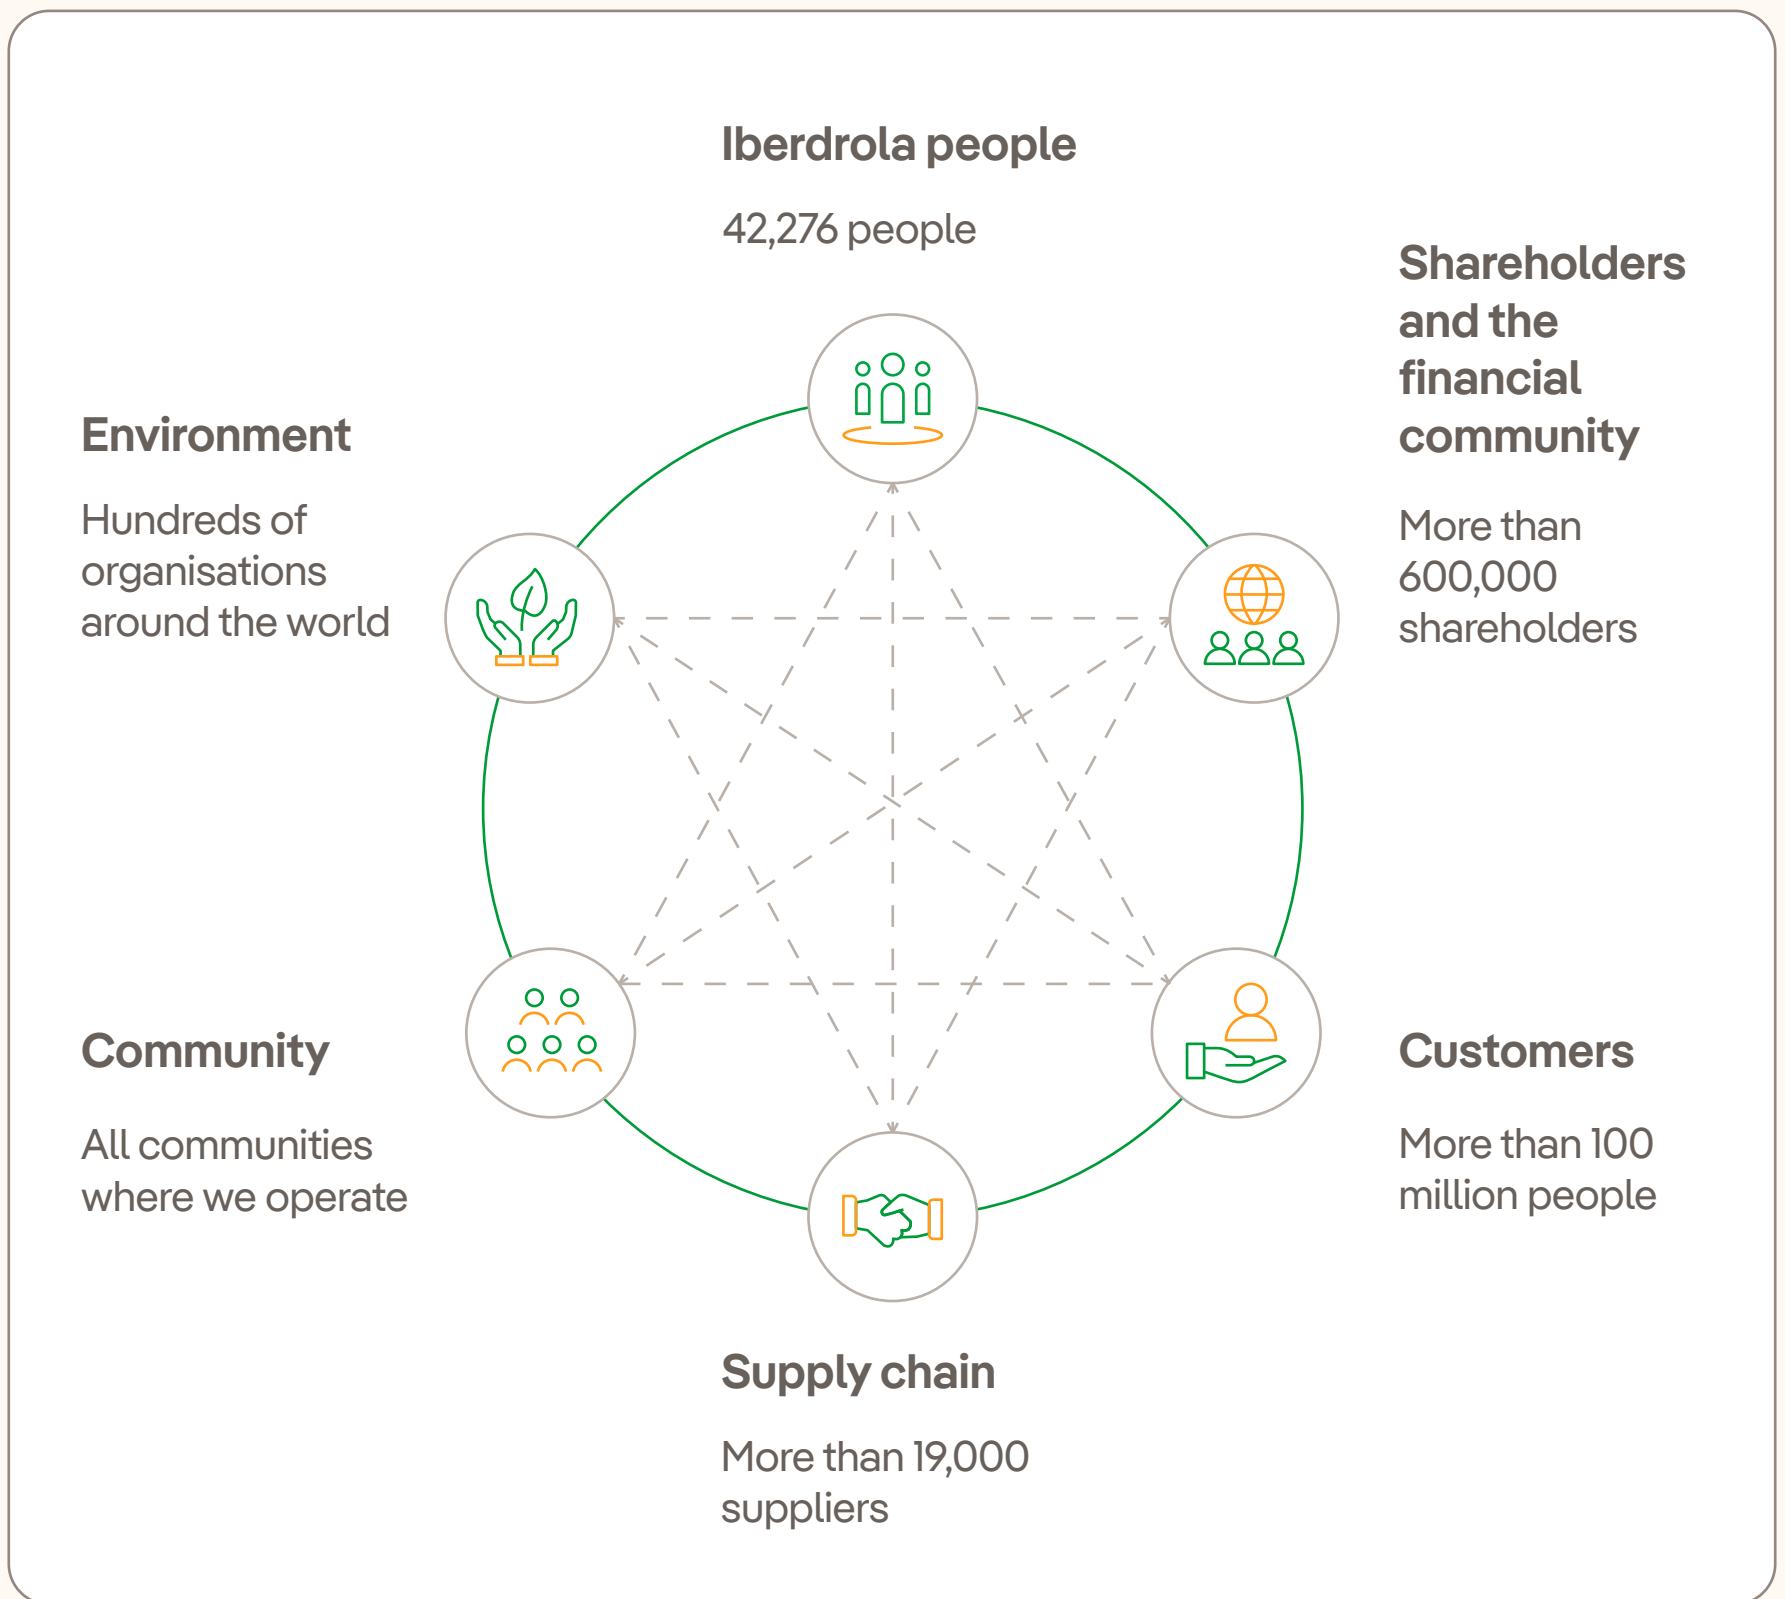 Iberdrola people
42,276 people
Shareholders
and the
financial
community
More than
600,000
shareholders
Environment
Hundreds of
organisations
around the world
Community
All communities
where we operate
Customers
More than 100
million people
Supply chain
More than 19,000
suppliers